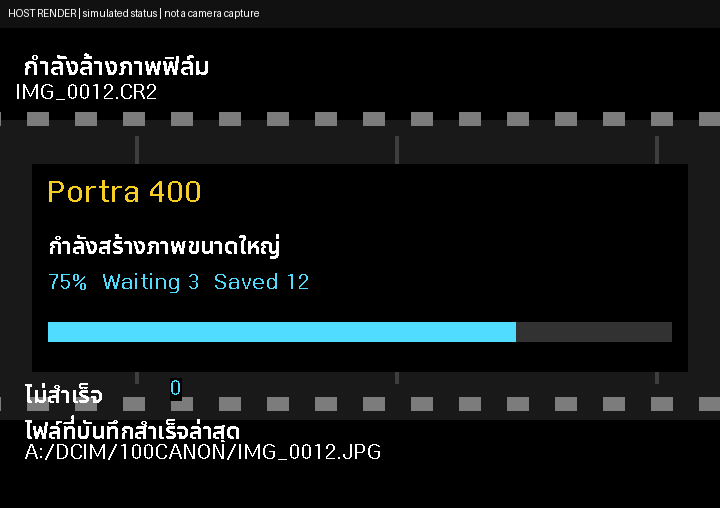 HOST RENDER | simulated status | not a camera capture
กำลังล้างภาพฟิล์ม
IMG_0012.CR2
Portra 400
กำลังสร้างภาพขนาดใหญ่
75% Waiting 3 Saved 12
ไม่สำเร็จ 0
ไฟล์ที่บันทึกสำเร็จล่าสุด
A:/DCIM/100CANON/IMG_0012.JPG